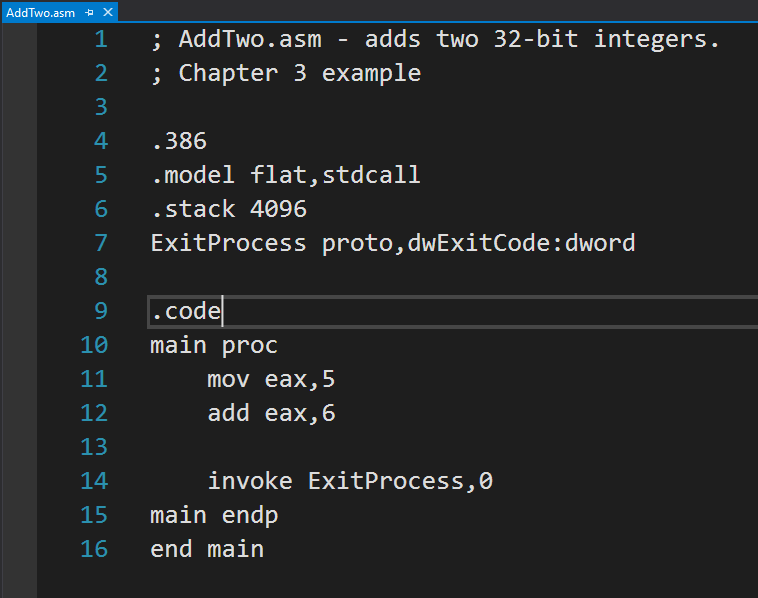 AddTwo.asm
1 ; AddTwo.asm - adds two 32-bit integers.
2 ; Chapter 3 example
3
4 .386
5 .model flat,stdcall
6 .stack 4096
7 ExitProcess proto,dwExitCode:dword
8
9 .code
10 main proc
11     mov eax,5
12     add eax,6
13
14     invoke ExitProcess,0
15 main endp
16 end main